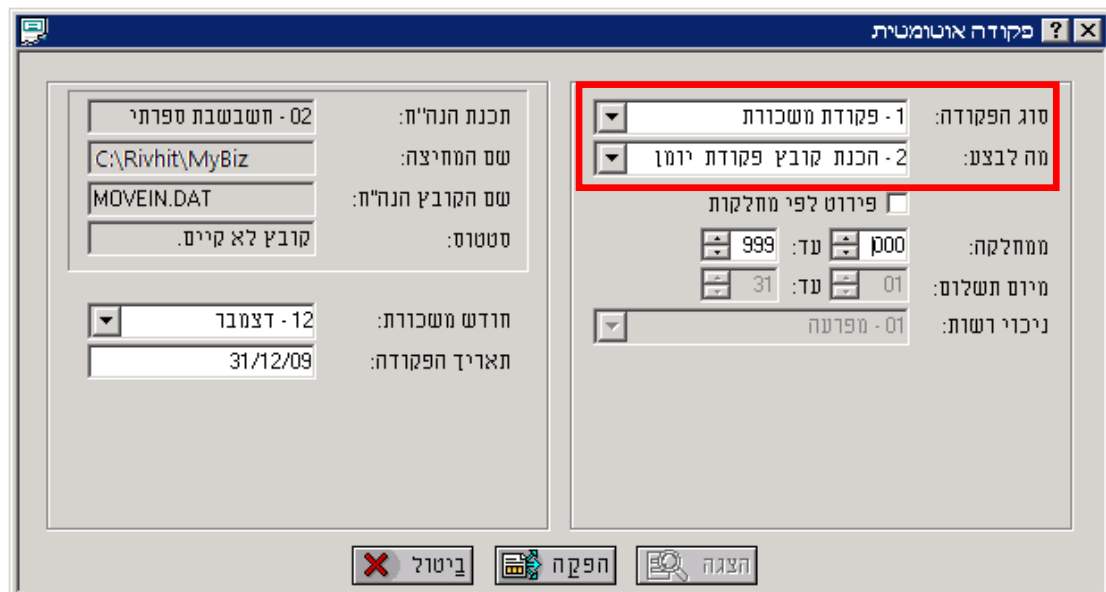 פקודה אוטומטית
סוג הפקודה: 1 - פקודת משכורת
מה לבצע: 2 - הכנת קובץ פקודת יומן
פירוט לפי מחלקות
ממחלקה: 000 עד: 999
מיום תשלום: 01 עד: 31
ניכוי רשות: 01 - מפרעה
תכנת הנה"ח: 02 - חשבשבת ספרתי
שם המחיצה: C:\Rivhit\MyBiz
שם הקובץ הנה"ח: MOVEIN.DAT
סטטוס: קובץ לא קיים.
חודש משכורת: 12 - דצמבר
תאריך הפקודה: 31/12/09
הצגה
הפקה
ביטול